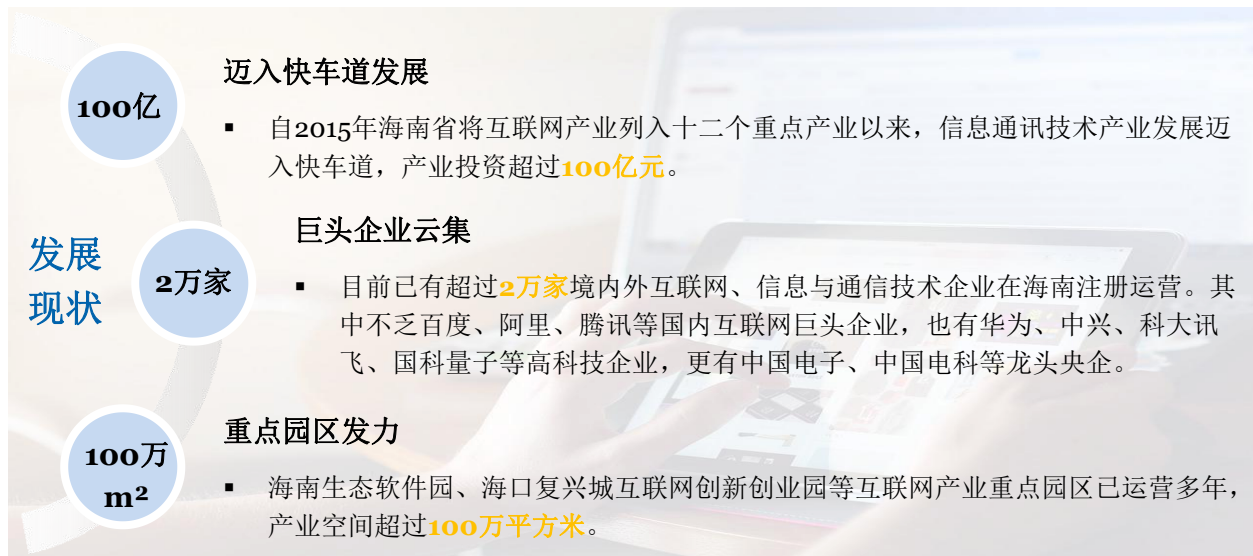 发展
现状
100亿
迈入快车道发展
▪ 自2015年海南省将互联网产业列入十二个重点产业以来，信息通讯技术产业发展迈
入快车道，产业投资超过100亿元。
2万家
巨头企业云集
▪ 目前已有超过2万家境内外互联网、信息与通信技术企业在海南注册运营。其
中不乏百度、阿里、腾讯等国内互联网巨头企业，也有华为、中兴、科大讯
飞、国科量子等高科技企业，更有中国电子、中国电科等龙头央企。
100万
m²
重点园区发力
▪ 海南生态软件园、海口复兴城互联网创新创业园等互联网产业重点园区已运营多年，
产业空间超过100万平方米。